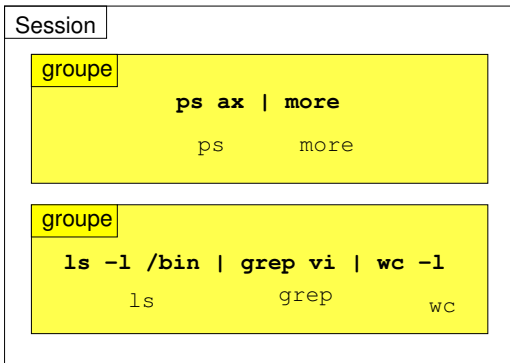 Session
groupe
ps ax | more
ps more
groupe
ls -l /bin | grep vi | wc -l
ls grep wc